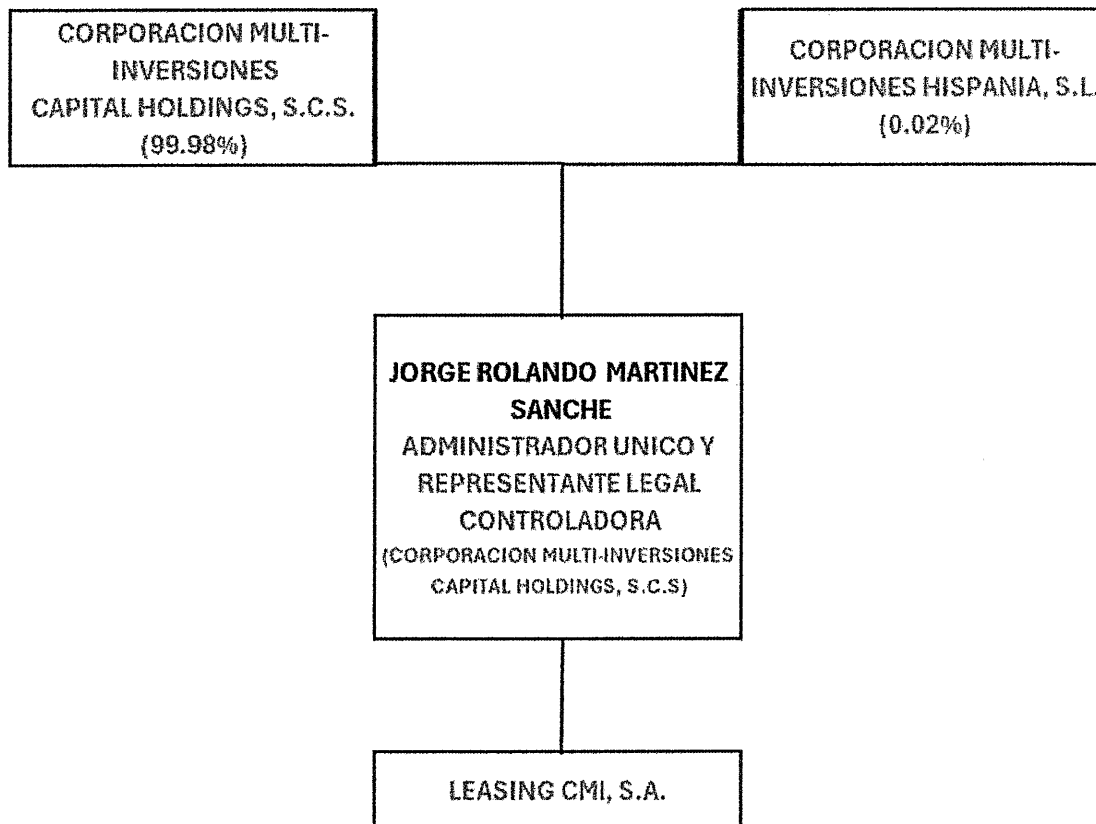 CORPORACION MULTI-
INVERSIONES
CAPITAL HOLDINGS, S.C.S.
(99.98%)
CORPORACION MULTI-
INVERSIONES HISPANIA, S.L.
(0.02%)
JORGE ROLANDO MARTINEZ
SANCHE
ADMINISTRADOR UNICO Y
REPRESENTANTE LEGAL
CONTROLADORA
(CORPORACION MULTI-INVERSIONES
CAPITAL HOLDINGS, S.C.S)
LEASING CMI, S.A.